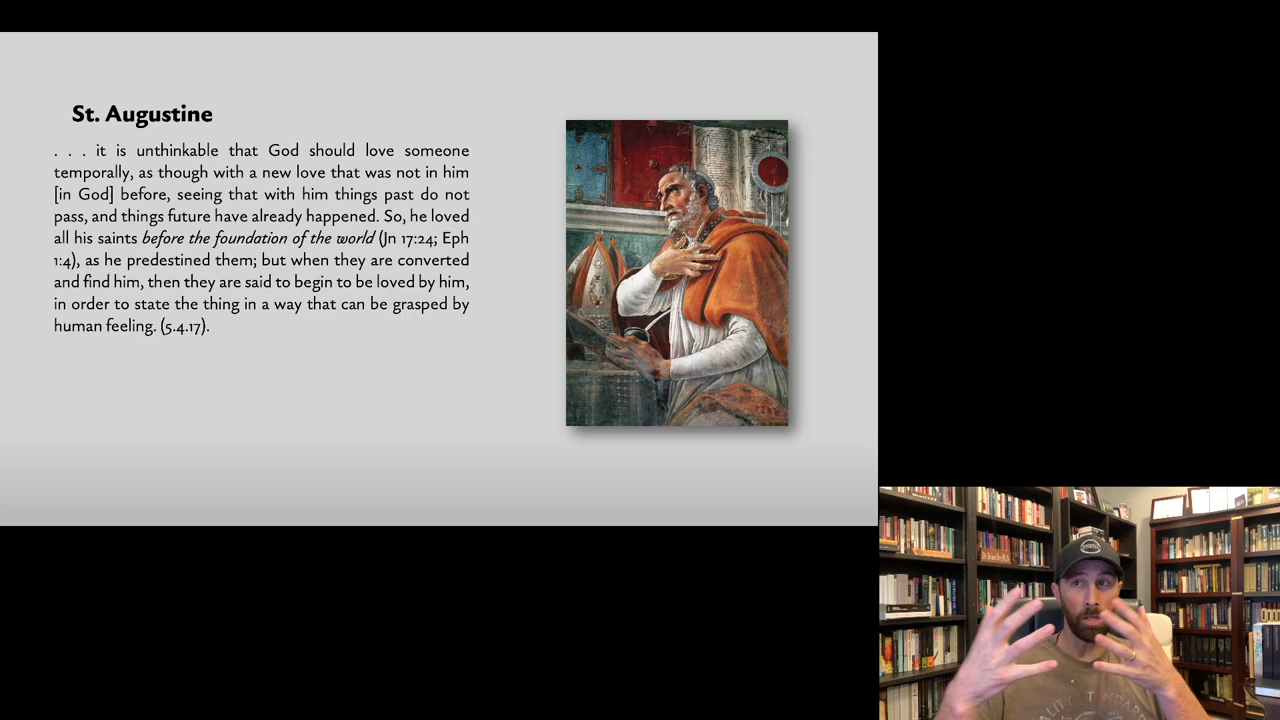 St. Augustine
. . . it is unthinkable that God should love someone
temporally, as though with a new love that was not in him
[in God] before, seeing that with him things past do not
pass, and things future have already happened. So, he loved
all his saints before the foundation of the world (Jn 17:24; Eph
1:4), as he predestined them; but when they are converted
and find him, then they are said to begin to be loved by him,
in order to state the thing in a way that can be grasped by
human feeling. (5.4.17).